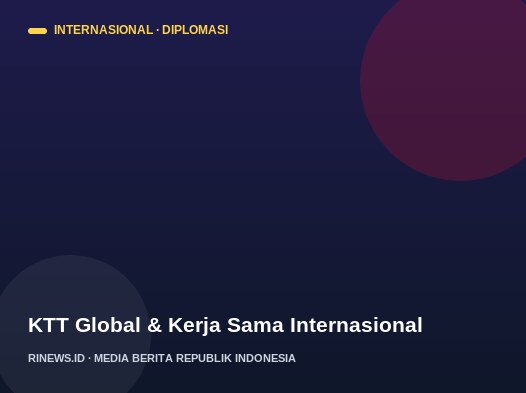 INTERNASIONAL · DIPLOMASI
KTT Global & Kerja Sama Internasional
RINEWS.ID · MEDIA BERITA REPUBLIK INDONESIA